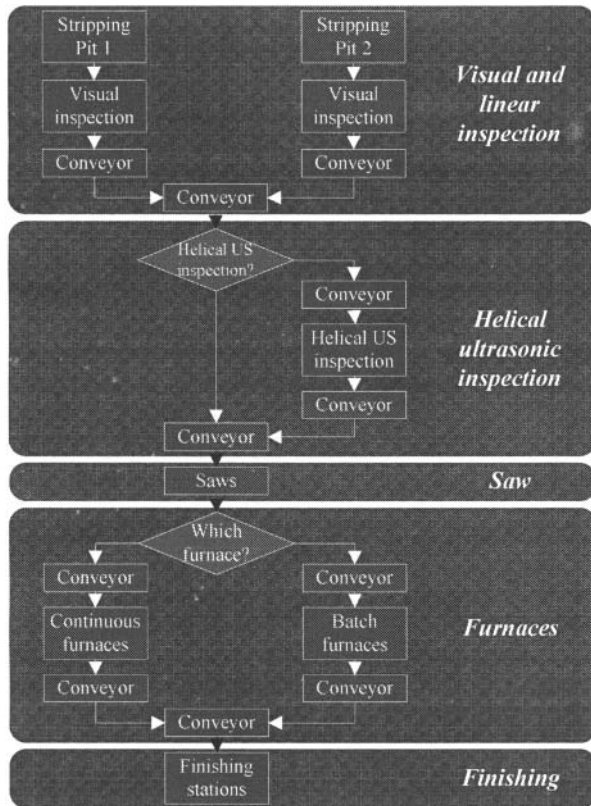 Stripping
Pit 1
Stripping
Pit 2
Visual
inspection
Visual
inspection
Visual and
linear
inspection
Conveyor
Conveyor
Conveyor
Helical US
inspection?
Conveyor
Helical US
inspection
Helical
ultrasonic
inspection
Conveyor
Conveyor
Saws
Saw
Which
furnace?
Conveyor
Conveyor
Continuous
furnaces
Batch
furnaces
Furnaces
Conveyor
Conveyor
Conveyor
Finishing
stations
Finishing